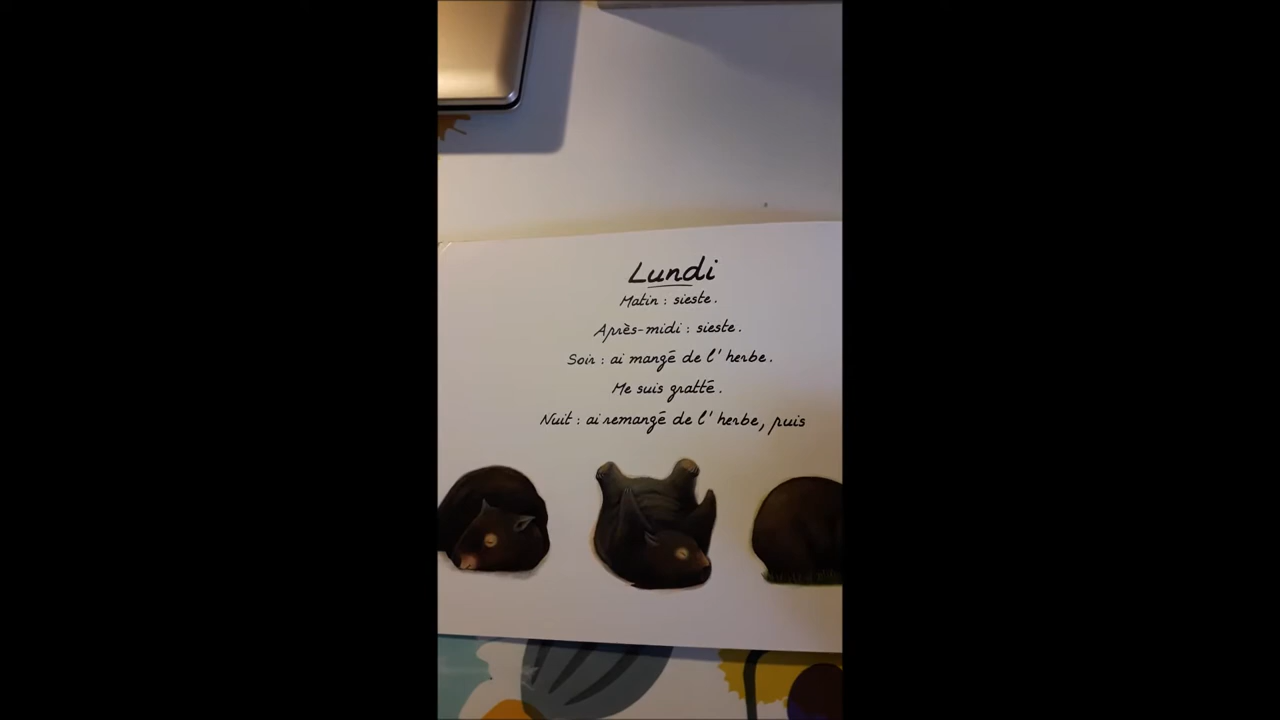 Lundi
Matin : sieste.
Après-midi : sieste.
Soir : ai mangé de l'herbe.
Me suis gratté.
Nuit : ai remangé de l'herbe, puis